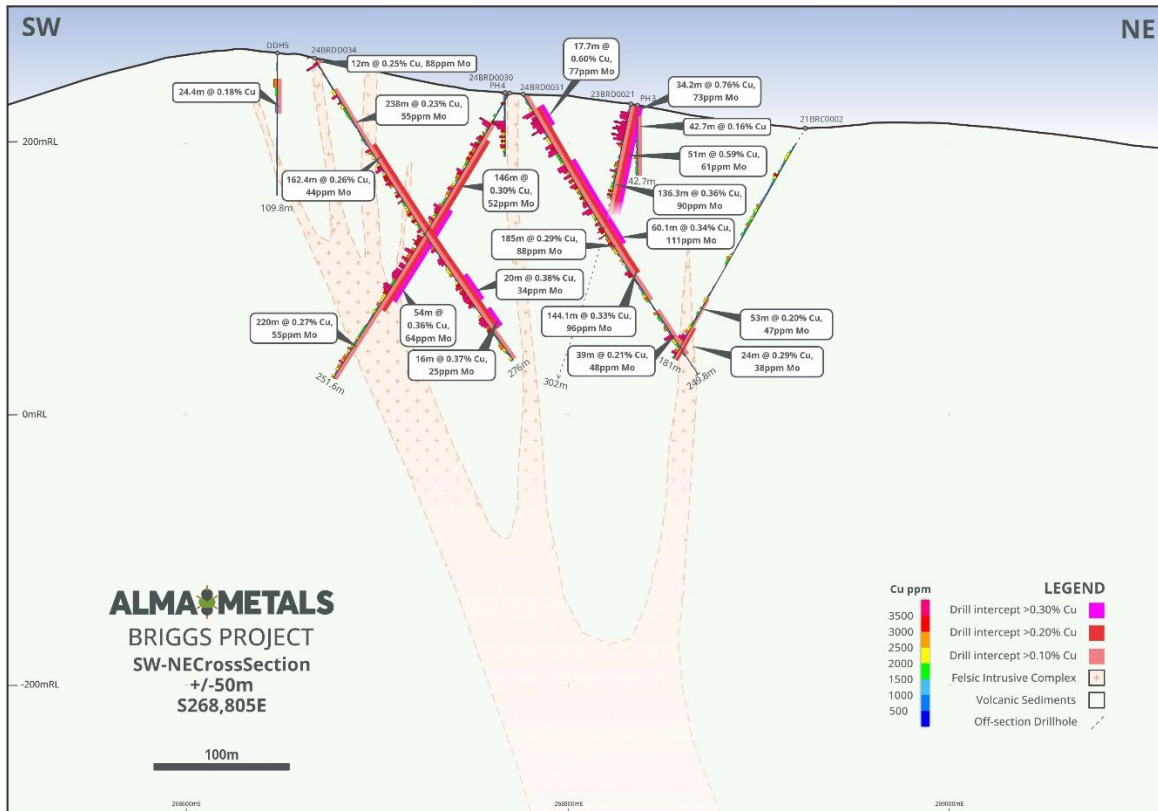 SW
NE
DDH5
24BRDD034
12m @ 0.25% Cu, 88ppm Mo
24BRD0030
PH4
24BRD0031
17.7m @
0.60% Cu,
77ppm Mo
23BRD0021
PH3
34.2m @ 0.76% Cu,
73ppm Mo
21BRC0002
24.4m @ 0.18% Cu
238m @ 0.23% Cu,
55ppm Mo
42.7m @ 0.16% Cu
200mRL
51m @ 0.59% Cu,
61ppm Mo
162.4m @ 0.26% Cu,
44ppm Mo
146m @
0.30% Cu,
52ppm Mo
42.7m
136.3m @ 0.36% Cu,
90ppm Mo
109.8m
185m @ 0.29% Cu,
88ppm Mo
60.1m @ 0.34% Cu,
111ppm Mo
20m @ 0.38% Cu,
34ppm Mo
220m @ 0.27% Cu,
55ppm Mo
54m @
0.36% Cu,
64ppm Mo
144.1m @ 0.33% Cu,
96ppm Mo
53m @ 0.20% Cu,
47ppm Mo
16m @ 0.37% Cu,
25ppm Mo
39m @ 0.21% Cu,
48ppm Mo
24m @ 0.29% Cu,
38ppm Mo
251.6m
276m
302m
181m
249.8m
0mRL
ALMA METALS
BRIGGS PROJECT
SW-NECrossSection
+/-50m
S268,805E
-200mRL
100m
Cu ppm
3500
3000
2500
2000
1500
1000
500
LEGEND
Drill intercept >0.30% Cu
Drill intercept >0.20% Cu
Drill intercept >0.10% Cu
Felsic Intrusive Complex
Volcanic Sediments
Off-section Drillhole
268600mE
268800mE
269000mE